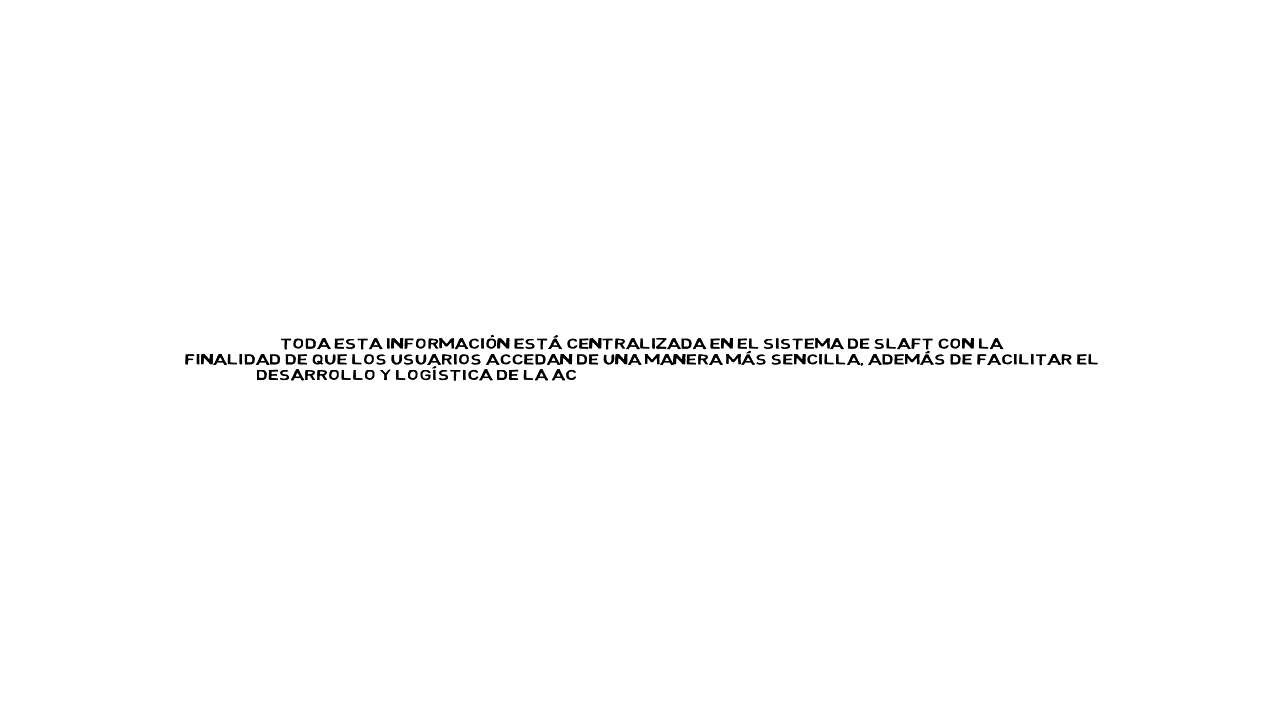 TODA ESTA INFORMACIÓN ESTÁ CENTRALIZADA EN EL SISTEMA DE SLAFT CON LA
FINALIDAD DE QUE LOS USUARIOS ACCEDAN DE UNA MANERA MÁS SENCILLA, ADEMÁS DE FACILITAR EL
DESARROLLO Y LOGÍSTICA DE LA AC